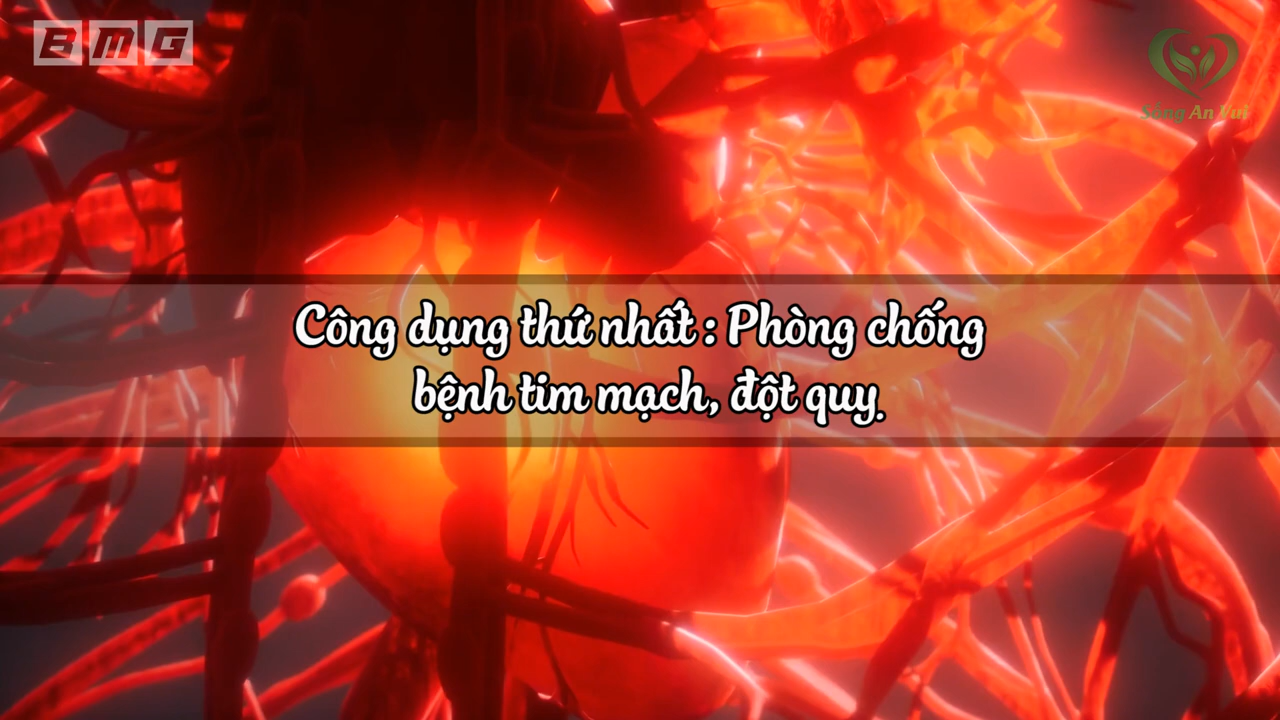 BMG
Sống An Vui
Công dụng thứ nhất : Phòng chống
bệnh tim mạch, đột quỵ.